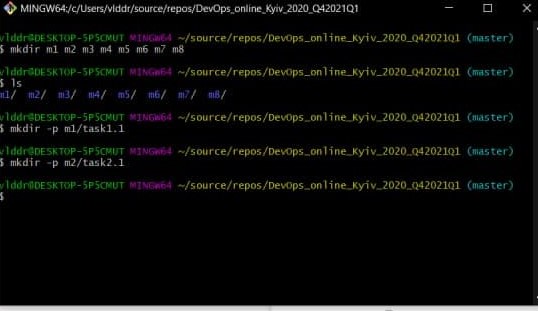 MINGW64:/c/Users/vlddr/source/repos/DevOps_online_Kyiv_2020_Q42021Q1
vlddr@DESKTOP-5P5CMUT MINGW64 ~/source/repos/DevOps_online_Kyiv_2020_Q42021Q1 (master)
$ mkdir m1 m2 m3 m4 m5 m6 m7 m8
vlddr@DESKTOP-5P5CMUT MINGW64 ~/source/repos/DevOps_online_Kyiv_2020_Q42021Q1 (master)
$ ls
m1/ m2/ m3/ m4/ m5/ m6/ m7/ m8/
vlddr@DESKTOP-5P5CMUT MINGW64 ~/source/repos/DevOps_online_Kyiv_2020_Q42021Q1 (master)
$ mkdir -p m1/task1.1
vlddr@DESKTOP-5P5CMUT MINGW64 ~/source/repos/DevOps_online_Kyiv_2020_Q42021Q1 (master)
$ mkdir -p m2/task2.1
vlddr@DESKTOP-5P5CMUT MINGW64 ~/source/repos/DevOps_online_Kyiv_2020_Q42021Q1 (master)
$